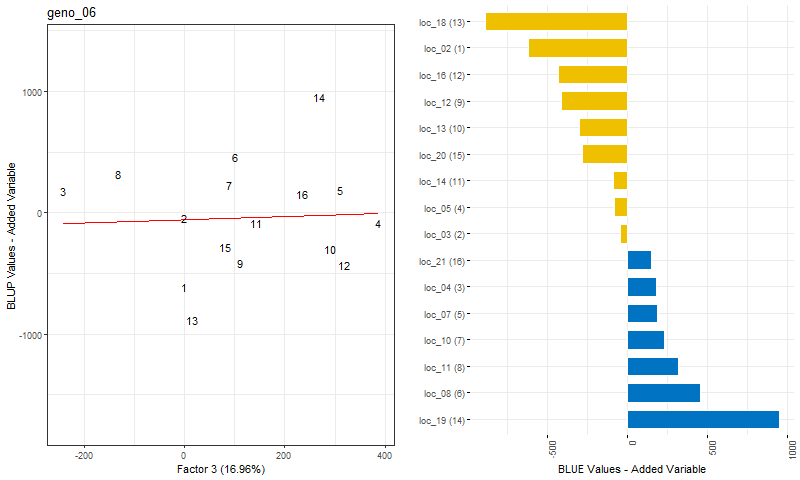 geno_06
BLUP Values - Added Variable
1000
0
-1000
14
6
8
7
3
5
16
2
11
4
15
10
9
12
1
13
-200
0
200
400
Factor 3 (16.96%)
loc_18 (13)
loc_02 (1)
loc_16 (12)
loc_12 (9)
loc_13 (10)
loc_20 (15)
loc_14 (11)
loc_05 (4)
loc_03 (2)
loc_21 (16)
loc_04 (3)
loc_07 (5)
loc_10 (7)
loc_11 (8)
loc_08 (6)
loc_19 (14)
-500
0
500
1000
BLUE Values - Added Variable